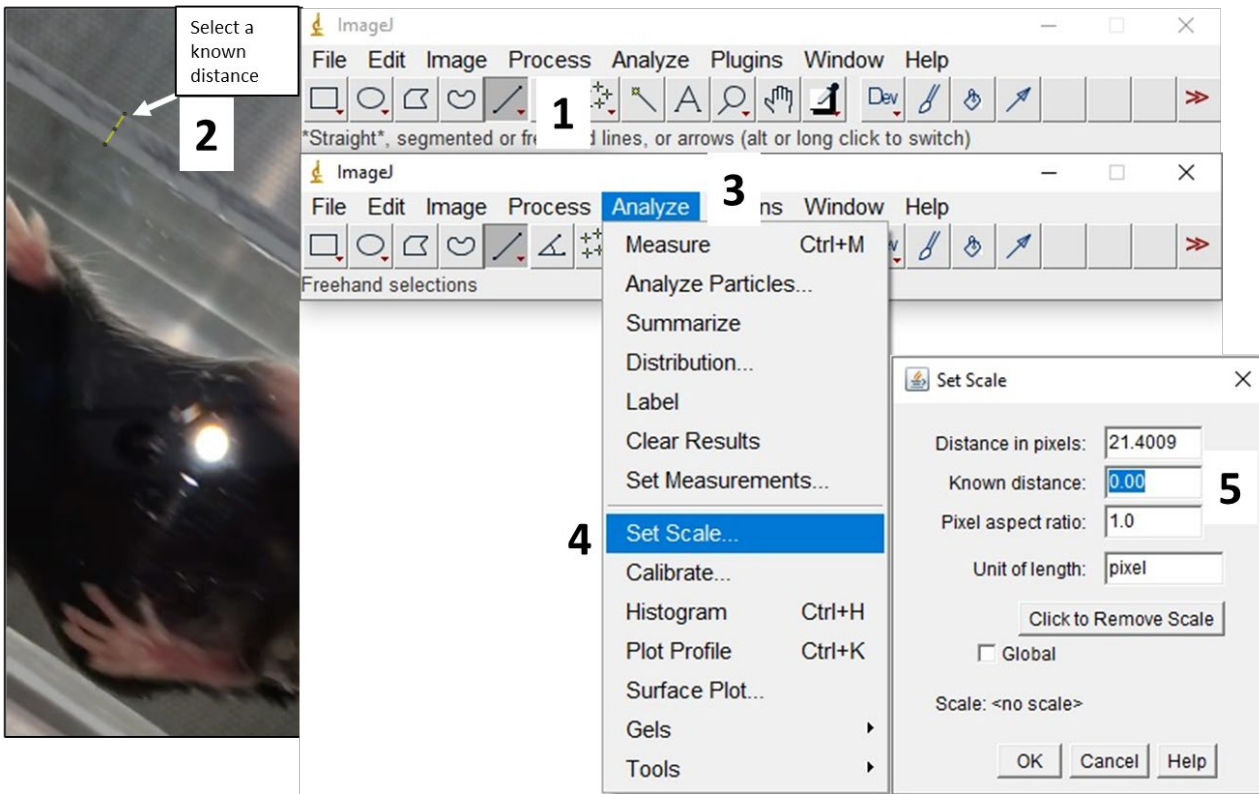 Select a
known
distance
2
ImageJ
File Edit Image Process Analyze Plugins Window Help
A Dev
1
*Straight*, segmented or fr d lines, or arrows (alt or long click to switch)
ImageJ
3
File Edit Image Process Analyze ns Window Help
Freehand selections
Measure Ctrl+M
Analyze Particles...
Summarize
Distribution...
Label
Clear Results
Set Measurements...
4
Set Scale...
Calibrate...
Histogram Ctrl+H
Plot Profile Ctrl+K
Surface Plot...
Gels
Tools
Set Scale
Distance in pixels: 21.4009
Known distance: 0.00
5
Pixel aspect ratio: 1.0
Unit of length: pixel
Click to Remove Scale
Global
Scale: <no scale>
OK Cancel Help